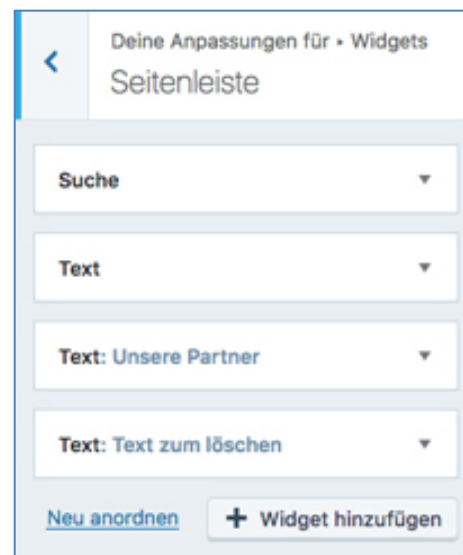 Deine Anpassungen für ▸ Widgets
Seitenleiste
Suche
Text
Text: Unsere Partner
Text: Text zum löschen
Neu anordnen + Widget hinzufügen